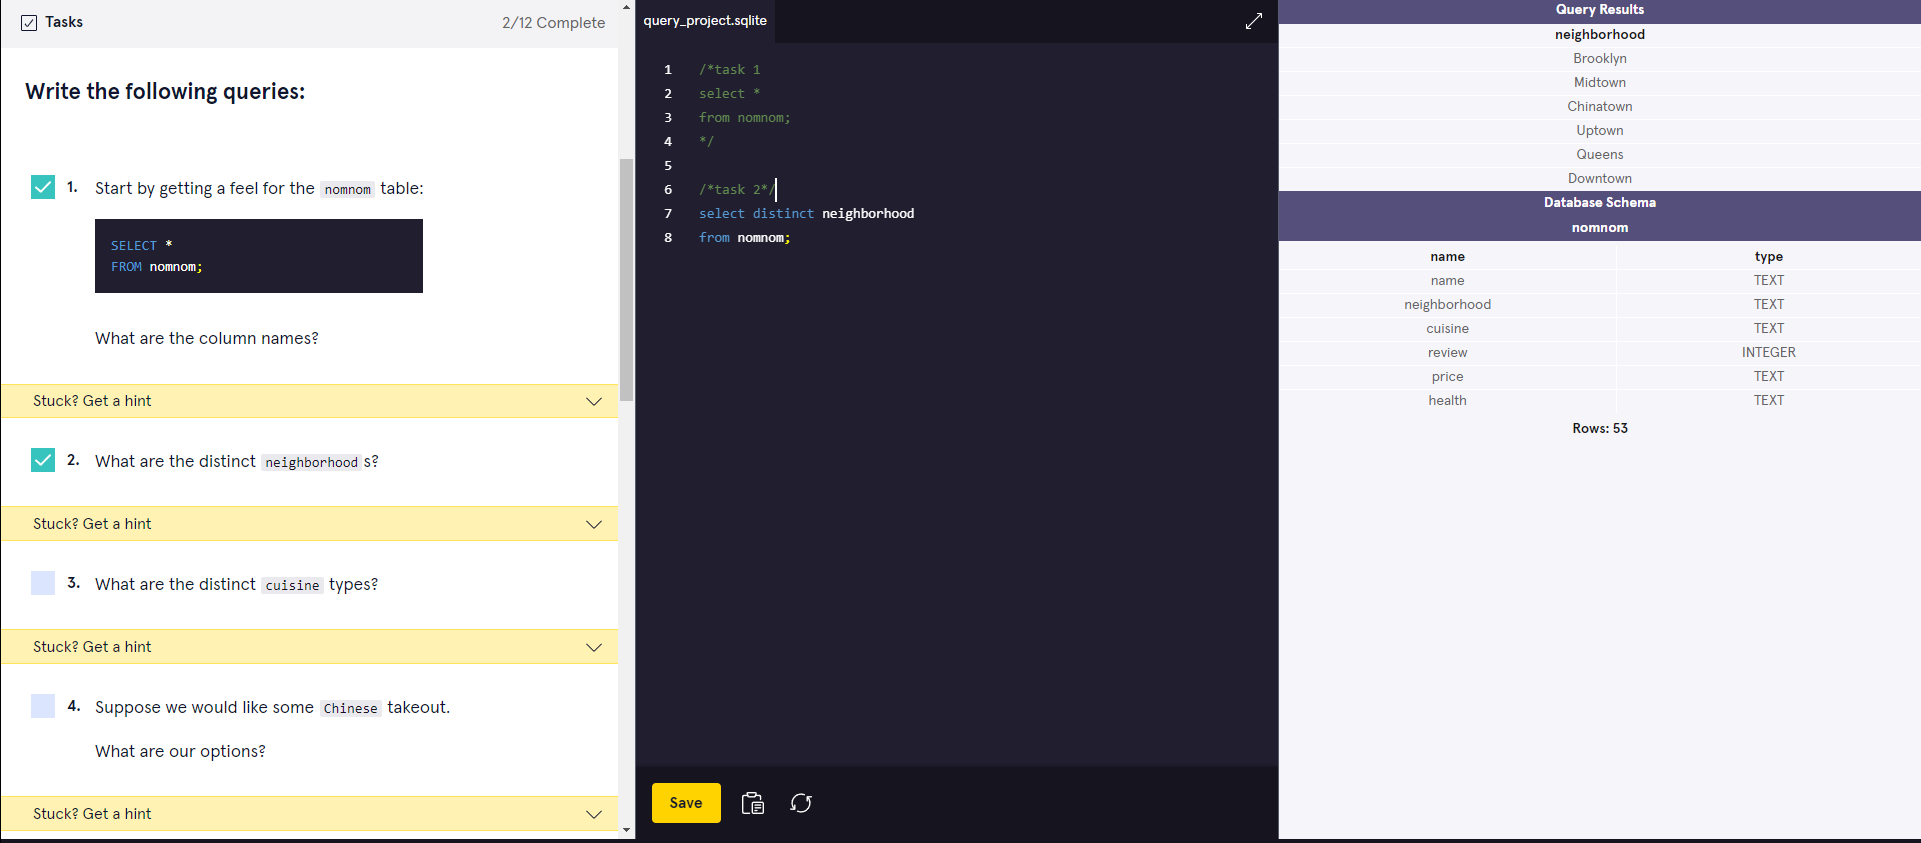 Tasks
2/12 Complete
Write the following queries:
1. Start by getting a feel for the nomnom table:
SELECT *
FROM nomnom;
What are the column names?
Stuck? Get a hint
2. What are the distinct neighborhood s?
Stuck? Get a hint
3. What are the distinct cuisine types?
Stuck? Get a hint
4. Suppose we would like some Chinese takeout.
What are our options?
Stuck? Get a hint
query_project.sqlite
1 /*task 1
2 select *
3 from nomnom;
4 */
5
6 /*task 2*/
7 select distinct neighborhood
8 from nomnom;
Save
Query Results
neighborhood
Brooklyn
Midtown
Chinatown
Uptown
Queens
Downtown
Database Schema
nomnom
name type
name TEXT
neighborhood TEXT
cuisine TEXT
review INTEGER
price TEXT
health TEXT
Rows: 53